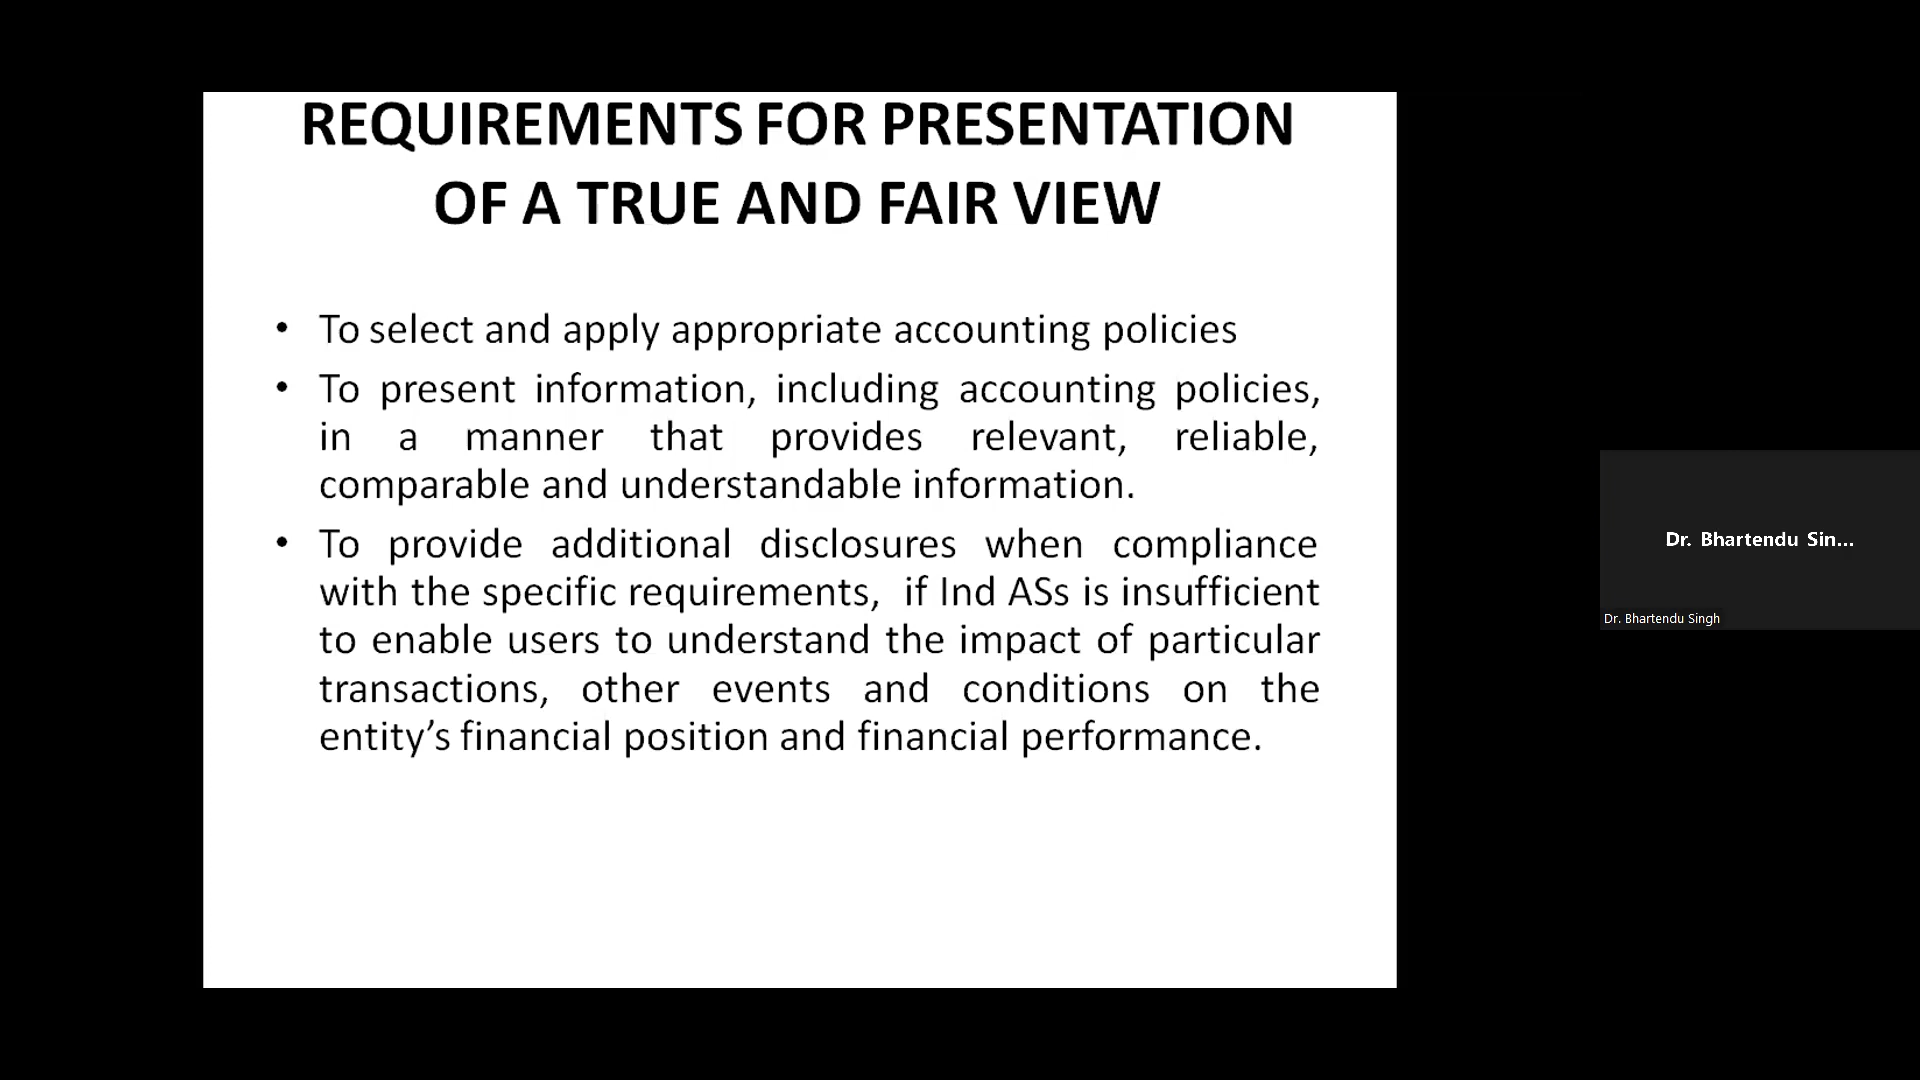 REQUIREMENTS FOR PRESENTATION
OF A TRUE AND FAIR VIEW
• To select and apply appropriate accounting policies
• To present information, including accounting policies,
in a manner that provides relevant, reliable,
comparable and understandable information.
• To provide additional disclosures when compliance
with the specific requirements, if Ind ASs is insufficient
to enable users to understand the impact of particular
transactions, other events and conditions on the
entity’s financial position and financial performance.
Dr. Bhartendu Sin...
Dr. Bhartendu Singh